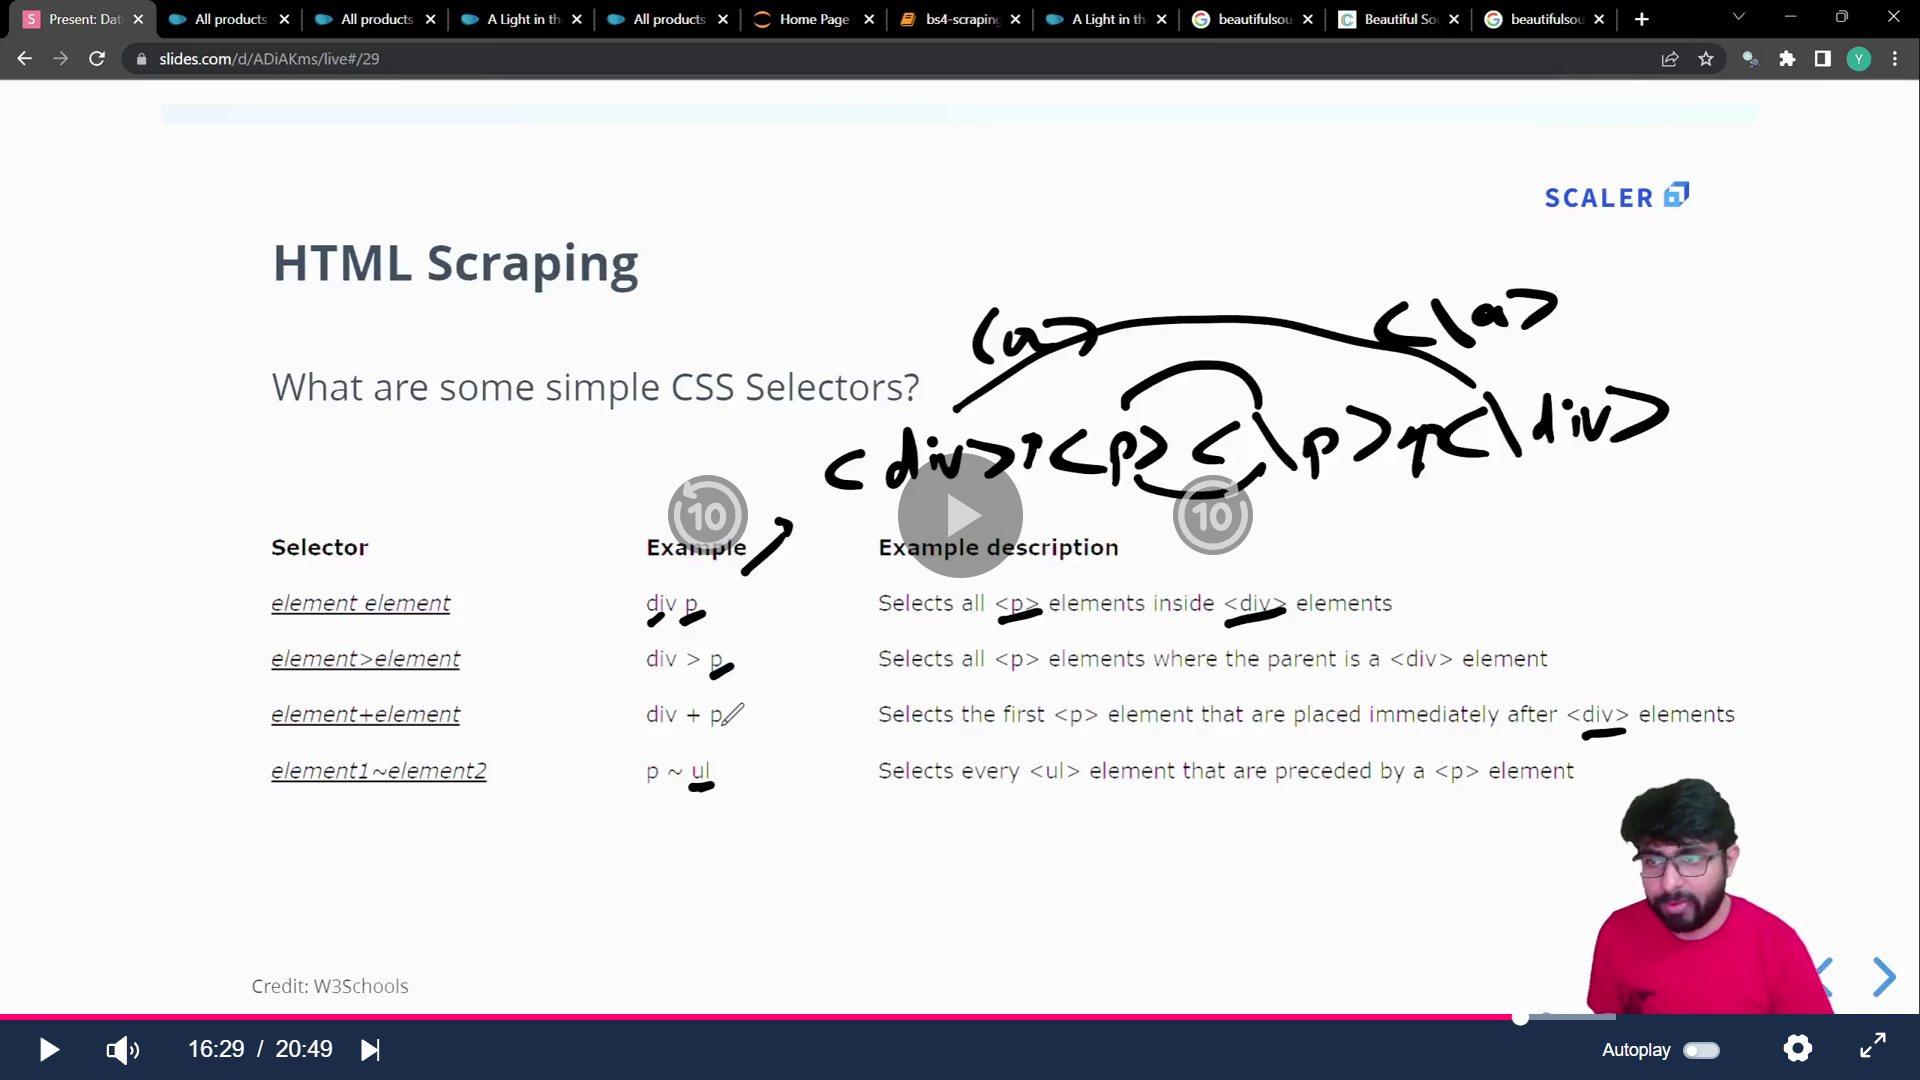 Present: Dat
All products
All products
A Light in th
All products
Home Page
bs4-scraping
A Light in th
beautifulsou
Beautiful So
beautifulsou
slides.com/d/ADiAKms/live#/29
Y
SCALER
HTML Scraping
<a> <\a>
What are some simple CSS Selectors?
<div> <p> <\p> <\div>
10 10
Selector Example Example description
element element div p Selects all <p> elements inside <div> elements
element>element div > p Selects all <p> elements where the parent is a <div> element
element+element div + p Selects the first <p> element that are placed immediately after <div> elements
element1~element2 p ~ ul Selects every <ul> element that are preceded by a <p> element
Credit: W3Schools
16:29 / 20:49 Autoplay